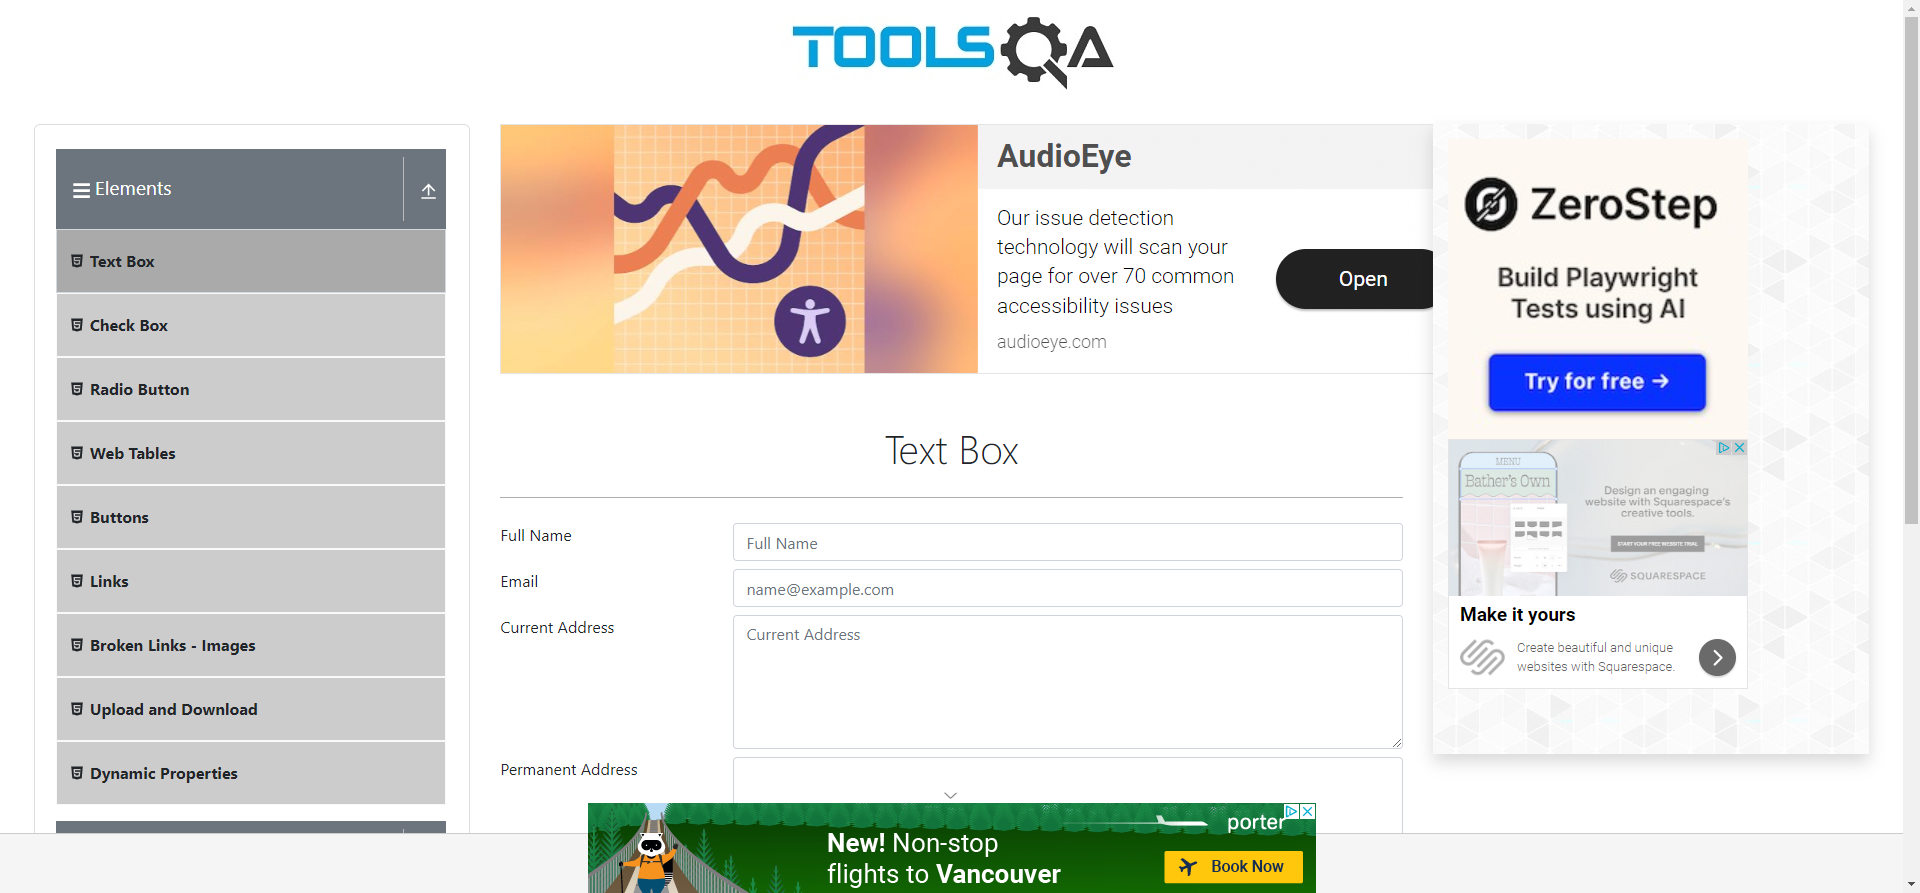 TOOLSQA
Elements
Text Box
Check Box
Radio Button
Web Tables
Buttons
Links
Broken Links - Images
Upload and Download
Dynamic Properties
AudioEye
Our issue detection
technology will scan your
page for over 70 common
accessibility issues
audioeye.com
Open
Text Box
Full Name
Full Name
Email
name@example.com
Current Address
Current Address
Permanent Address
ZeroStep
Build Playwright
Tests using AI
Try for free →
MENU
Bather's Own
Design an engaging
website with Squarespace's
creative tools.
START YOUR FREE WEBSITE TRIAL
SQUARESPACE
Make it yours
Create beautiful and unique
websites with Squarespace.
New! Non-stop
flights to Vancouver
porter
Book Now